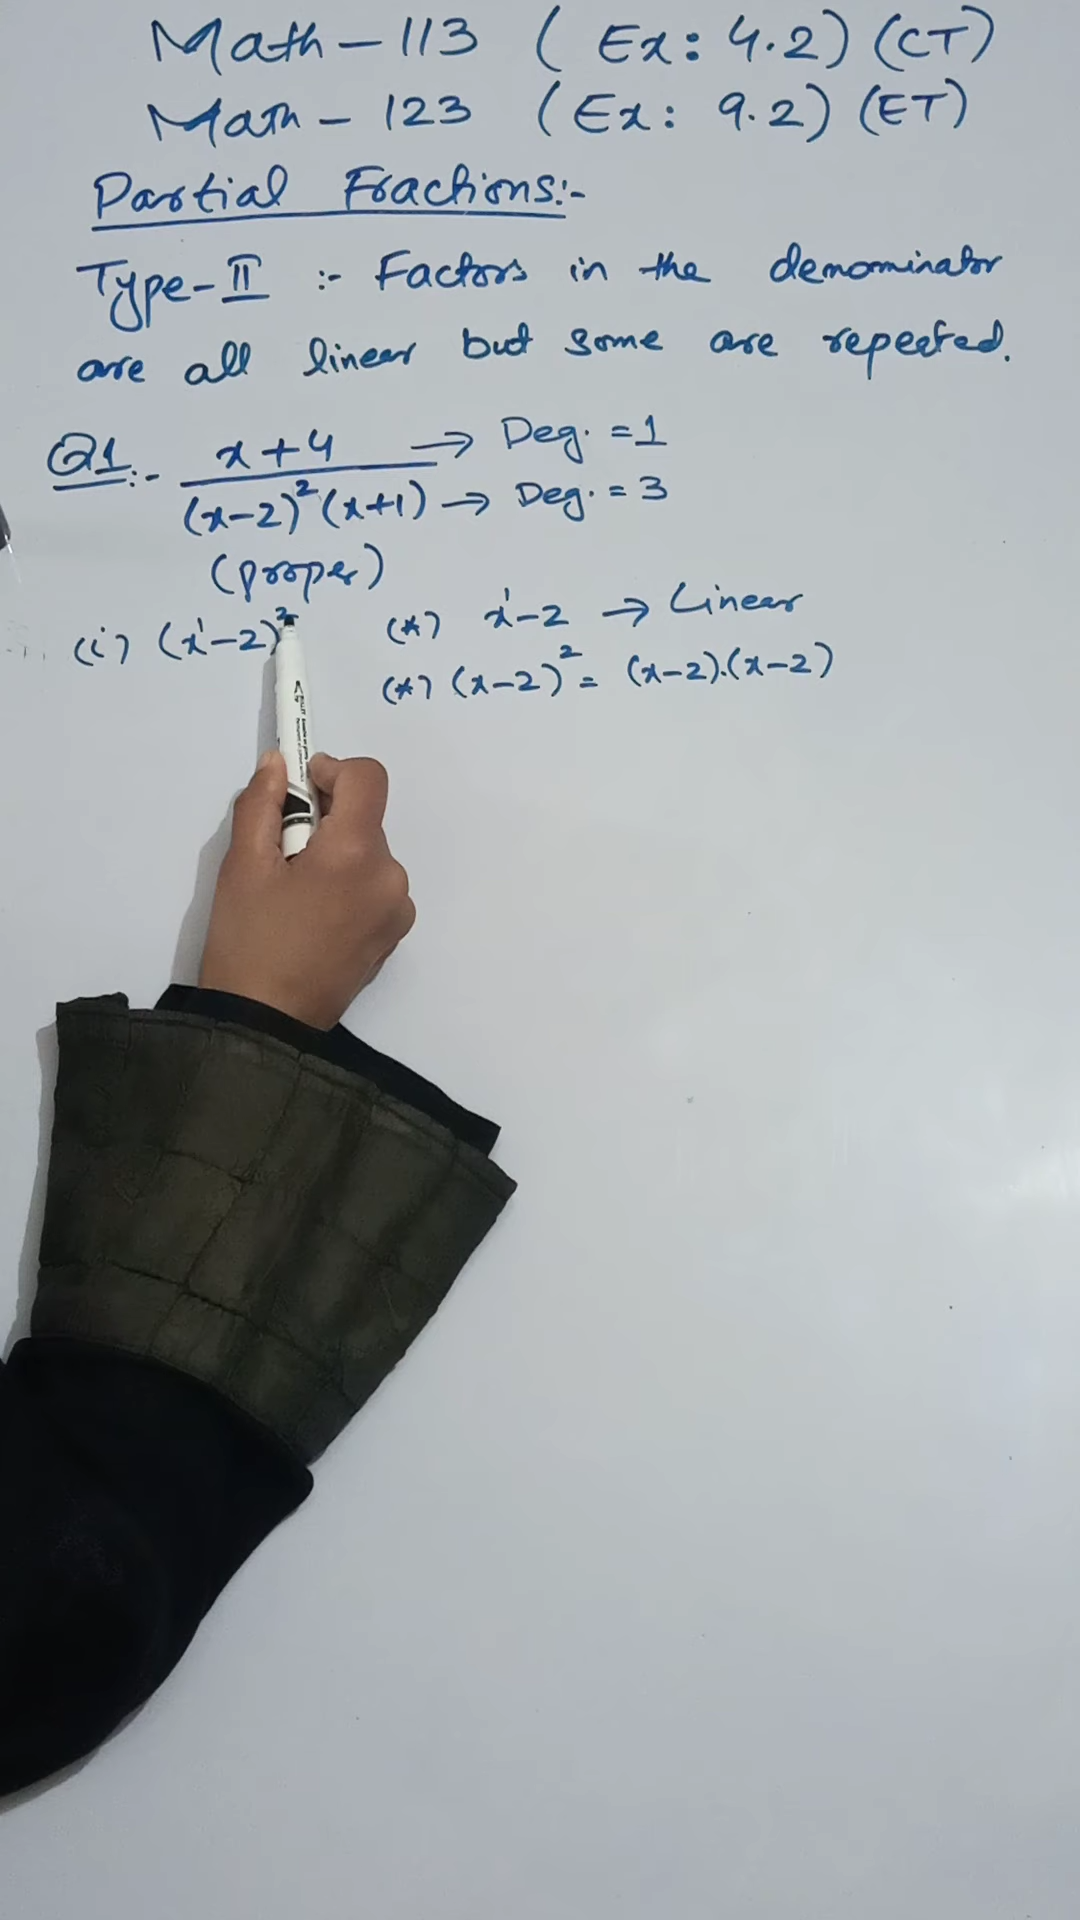 Math - 113 ( Ex: 4.2) (CT)
Math - 123 (Ex: 9.2) (ET)
Partial Fractions:-
Type-II :- Factors in the denominator
are all linear but some are repeated.
Q1:- x+4 → Deg. = 1
(x-2)²(x+1) → Deg. = 3
(proper)
(i) (x¹-2)² (*) x¹-2 → Linear
(*) (x-2)² = (x-2).(x-2)